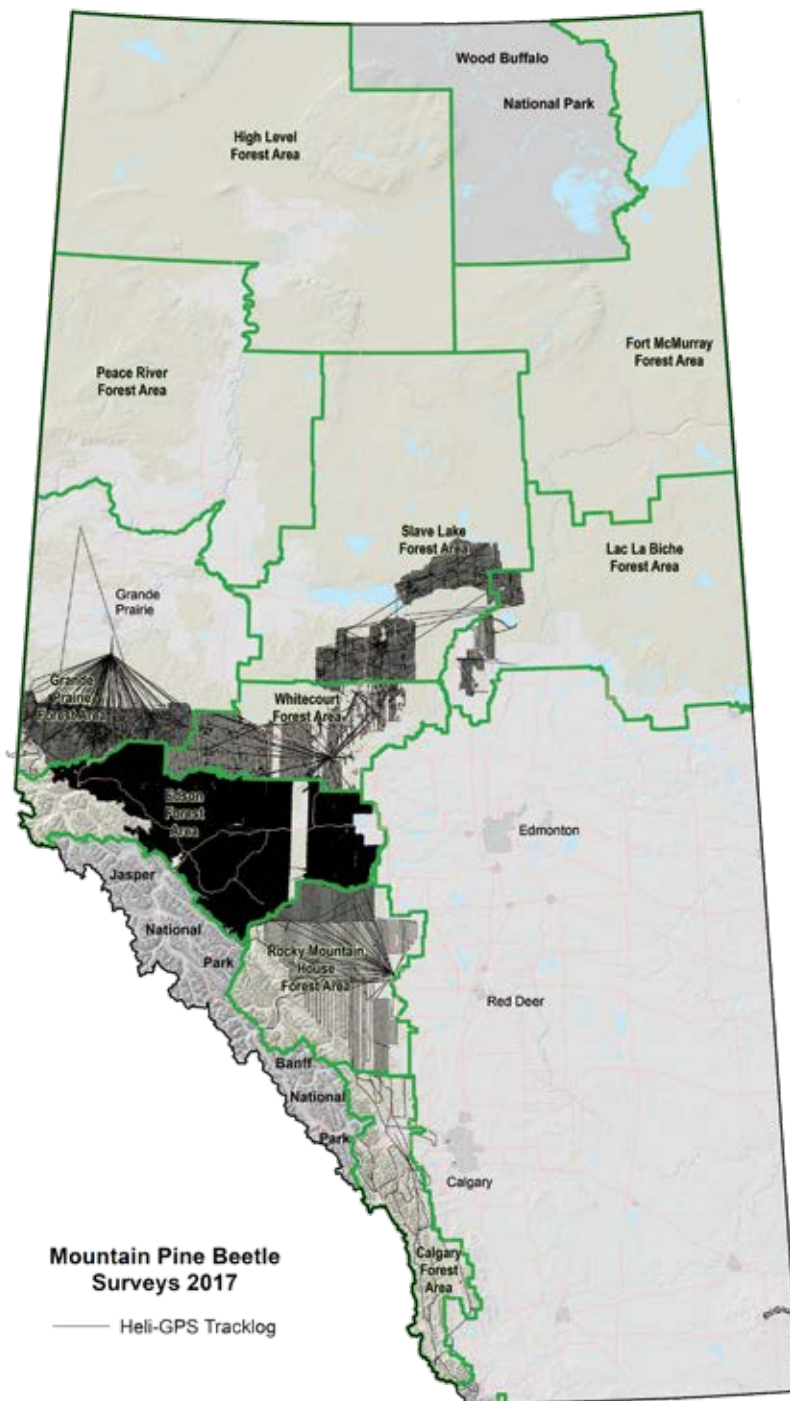 Wood Buffalo
National Park
High Level
Forest Area
Fort McMurray
Forest Area
Peace River
Forest Area
Slave Lake
Forest Area
Lac La Biche
Forest Area
Grande
Prairie
Grande
Prairie
Forest Area
Whitecourt
Forest Area
Edson
Forest
Area
Edmonton
Jasper
National
Park
Rocky Mountain
House
Forest Area
Red Deer
Banff
National
Park
Calgary
Calgary
Forest
Area
Mountain Pine Beetle
Surveys 2017
Heli-GPS Tracklog